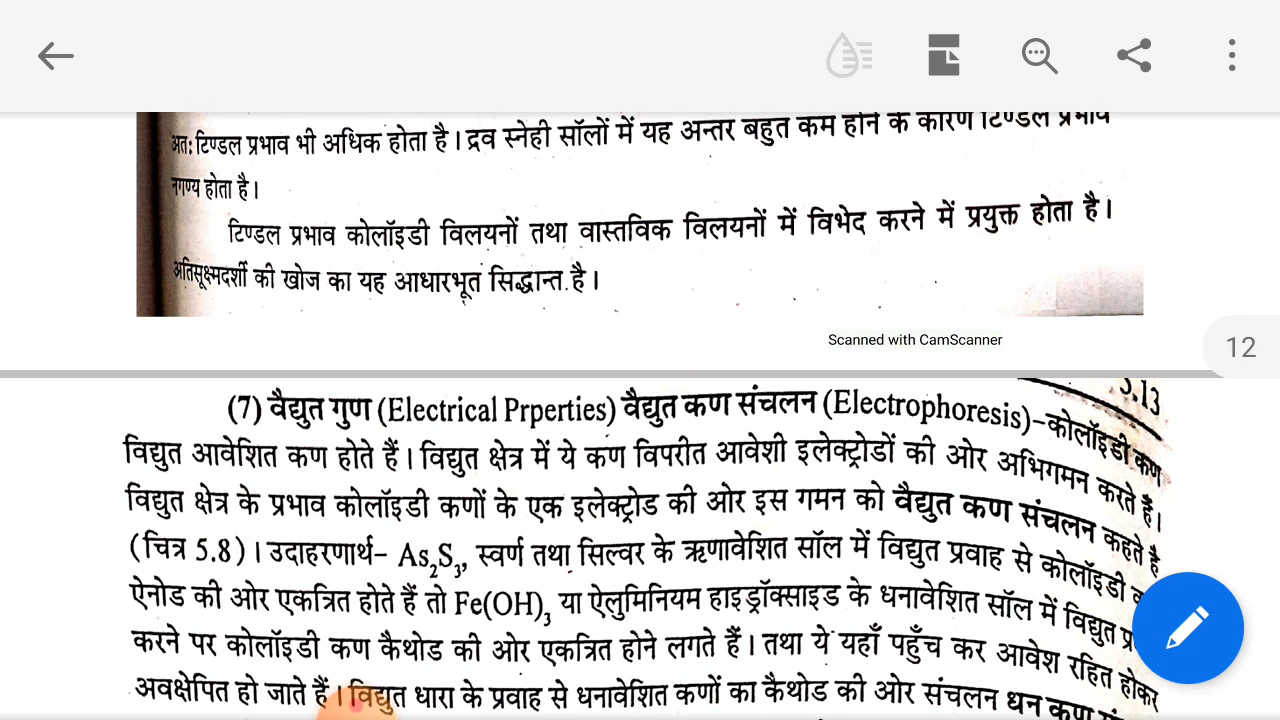 अत: टिण्डल प्रभाव भी अधिक होता है। द्रव स्नेही सॉलों में यह अन्तर बहुत कम होने के कारण टिण्डल प्रभाव
नगण्य होता है।
टिण्डल प्रभाव कोलॉइडी विलयनों तथा वास्तविक विलयनों में विभेद करने में प्रयुक्त होता है।
अतिसूक्ष्मदर्शी की खोज का यह आधारभूत सिद्धान्त है।
Scanned with CamScanner
12
5.13
(7) वैद्युत गुण (Electrical Prperties) वैद्युत कण संचलन (Electrophoresis)–कोलॉइडी कण
विद्युत आवेशित कण होते हैं। विद्युत क्षेत्र में ये कण विपरीत आवेशी इलेक्ट्रोडों की ओर अभिगमन करते हैं।
विद्युत क्षेत्र के प्रभाव कोलॉइडी कणों के एक इलेक्ट्रोड की ओर इस गमन को वैद्युत कण संचलन कहते है
(चित्र 5.8)। उदाहरणार्थ– As₂S₃, स्वर्ण तथा सिल्वर के ऋणावेशित सॉल में विद्युत प्रवाह से कोलॉइडी
ऐनोड की ओर एकत्रित होते हैं तो Fe(OH)₃ या ऐलुमिनियम हाइड्रॉक्साइड के धनावेशित सॉल में विद्युत
करने पर कोलॉइडी कण कैथोड की ओर एकत्रित होने लगते हैं। तथा ये यहाँ पहुँच कर आवेश रहित होकर
अवक्षेपित हो जाते हैं। विद्युत धारा के प्रवाह से धनावेशित कणों का कैथोड की ओर संचलन धन कण